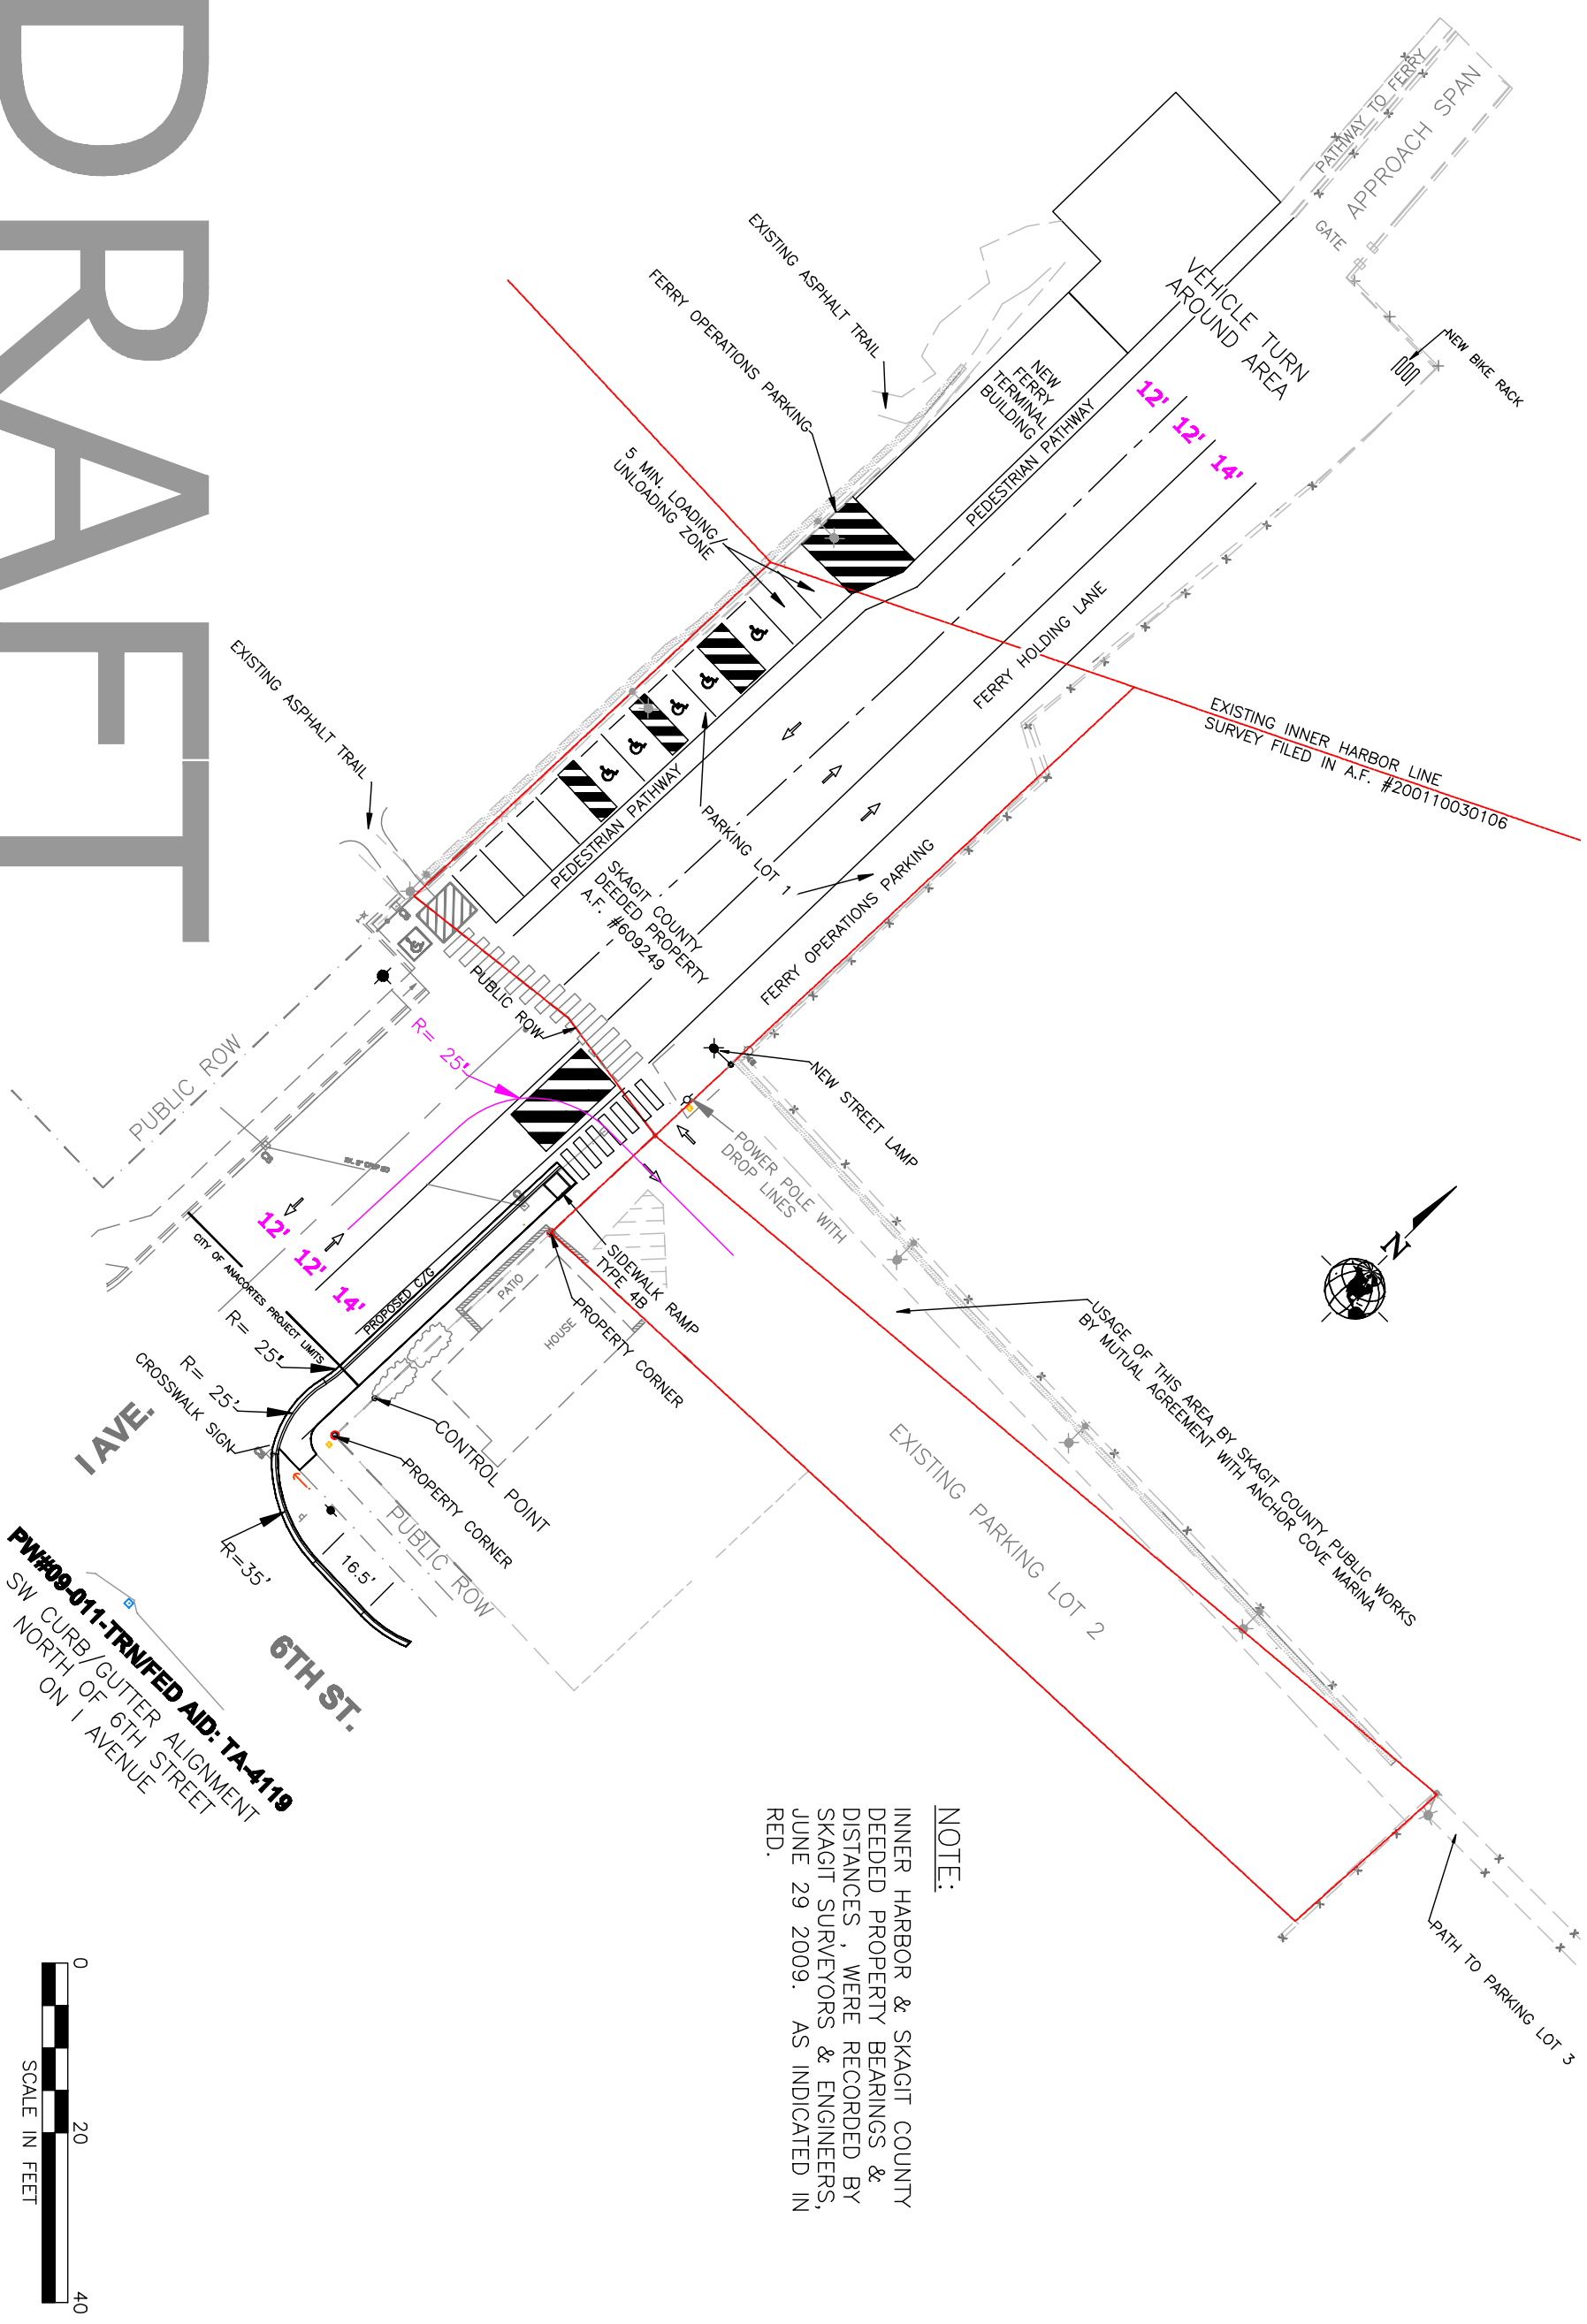 DRAFT
PATHWAY TO FERRY
APPROACH SPAN
GATE
VEHICLE TURN
AROUND AREA
NEW BIKE RACK
EXISTING ASPHALT TRAIL
FERRY OPERATIONS PARKING
5 MIN. LOADING/
UNLOADING ZONE
NEW
FERRY
TERMINAL
BUILDING
PEDESTRIAN PATHWAY
12' 12' 14'
FERRY HOLDING LANE
EXISTING INNER HARBOR LINE
SURVEY FILED IN A.F. #200110030106
EXISTING ASPHALT TRAIL
PEDESTRIAN PATHWAY
PARKING LOT 1
SKAGIT COUNTY
DEEDED PROPERTY
A.F. #609249
FERRY OPERATIONS PARKING
PUBLIC ROW
R= 25'
NEW STREET LAMP
POWER POLE WITH
DROP LINES
PUBLIC ROW
CB
CB
12' 12' 14'
CITY OF ANACORTES PROJECT LIMITS
PROPOSED C/G
SIDEWALK RAMP
TYPE 4B
PATIO
HOUSE
PROPERTY CORNER
R= 25'
R= 25'
CROSSWALK SIGN
CONTROL POINT
PROPERTY CORNER
PUBLIC ROW
16.5'
R=35'
I AVE.
6TH ST.
N
USAGE OF THIS AREA BY SKAGIT COUNTY PUBLIC WORKS
BY MUTUAL AGREEMENT WITH ANCHOR COVE MARINA
EXISTING PARKING LOT 2
PATH TO PARKING LOT 3
PW#09-011-TRN/FED AID: TA-4119
SW CURB/GUTTER ALIGNMENT
NORTH OF 6TH STREET
ON I AVENUE
NOTE:
INNER HARBOR & SKAGIT COUNTY
DEEDED PROPERTY BEARINGS &
DISTANCES , WERE RECORDED BY
SKAGIT SURVEYORS & ENGINEERS,
JUNE 29 2009. AS INDICATED IN
RED.
0 20 40
SCALE IN FEET